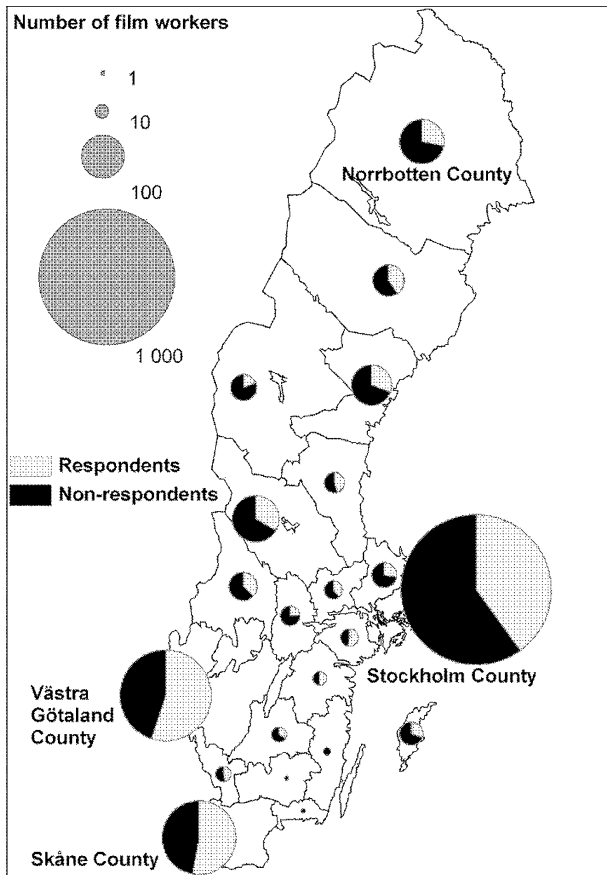 Number of film workers
1
10
100
1 000
Norrbotten County
Respondents
Non-respondents
Stockholm County
Västra
Götaland
County
Skåne County